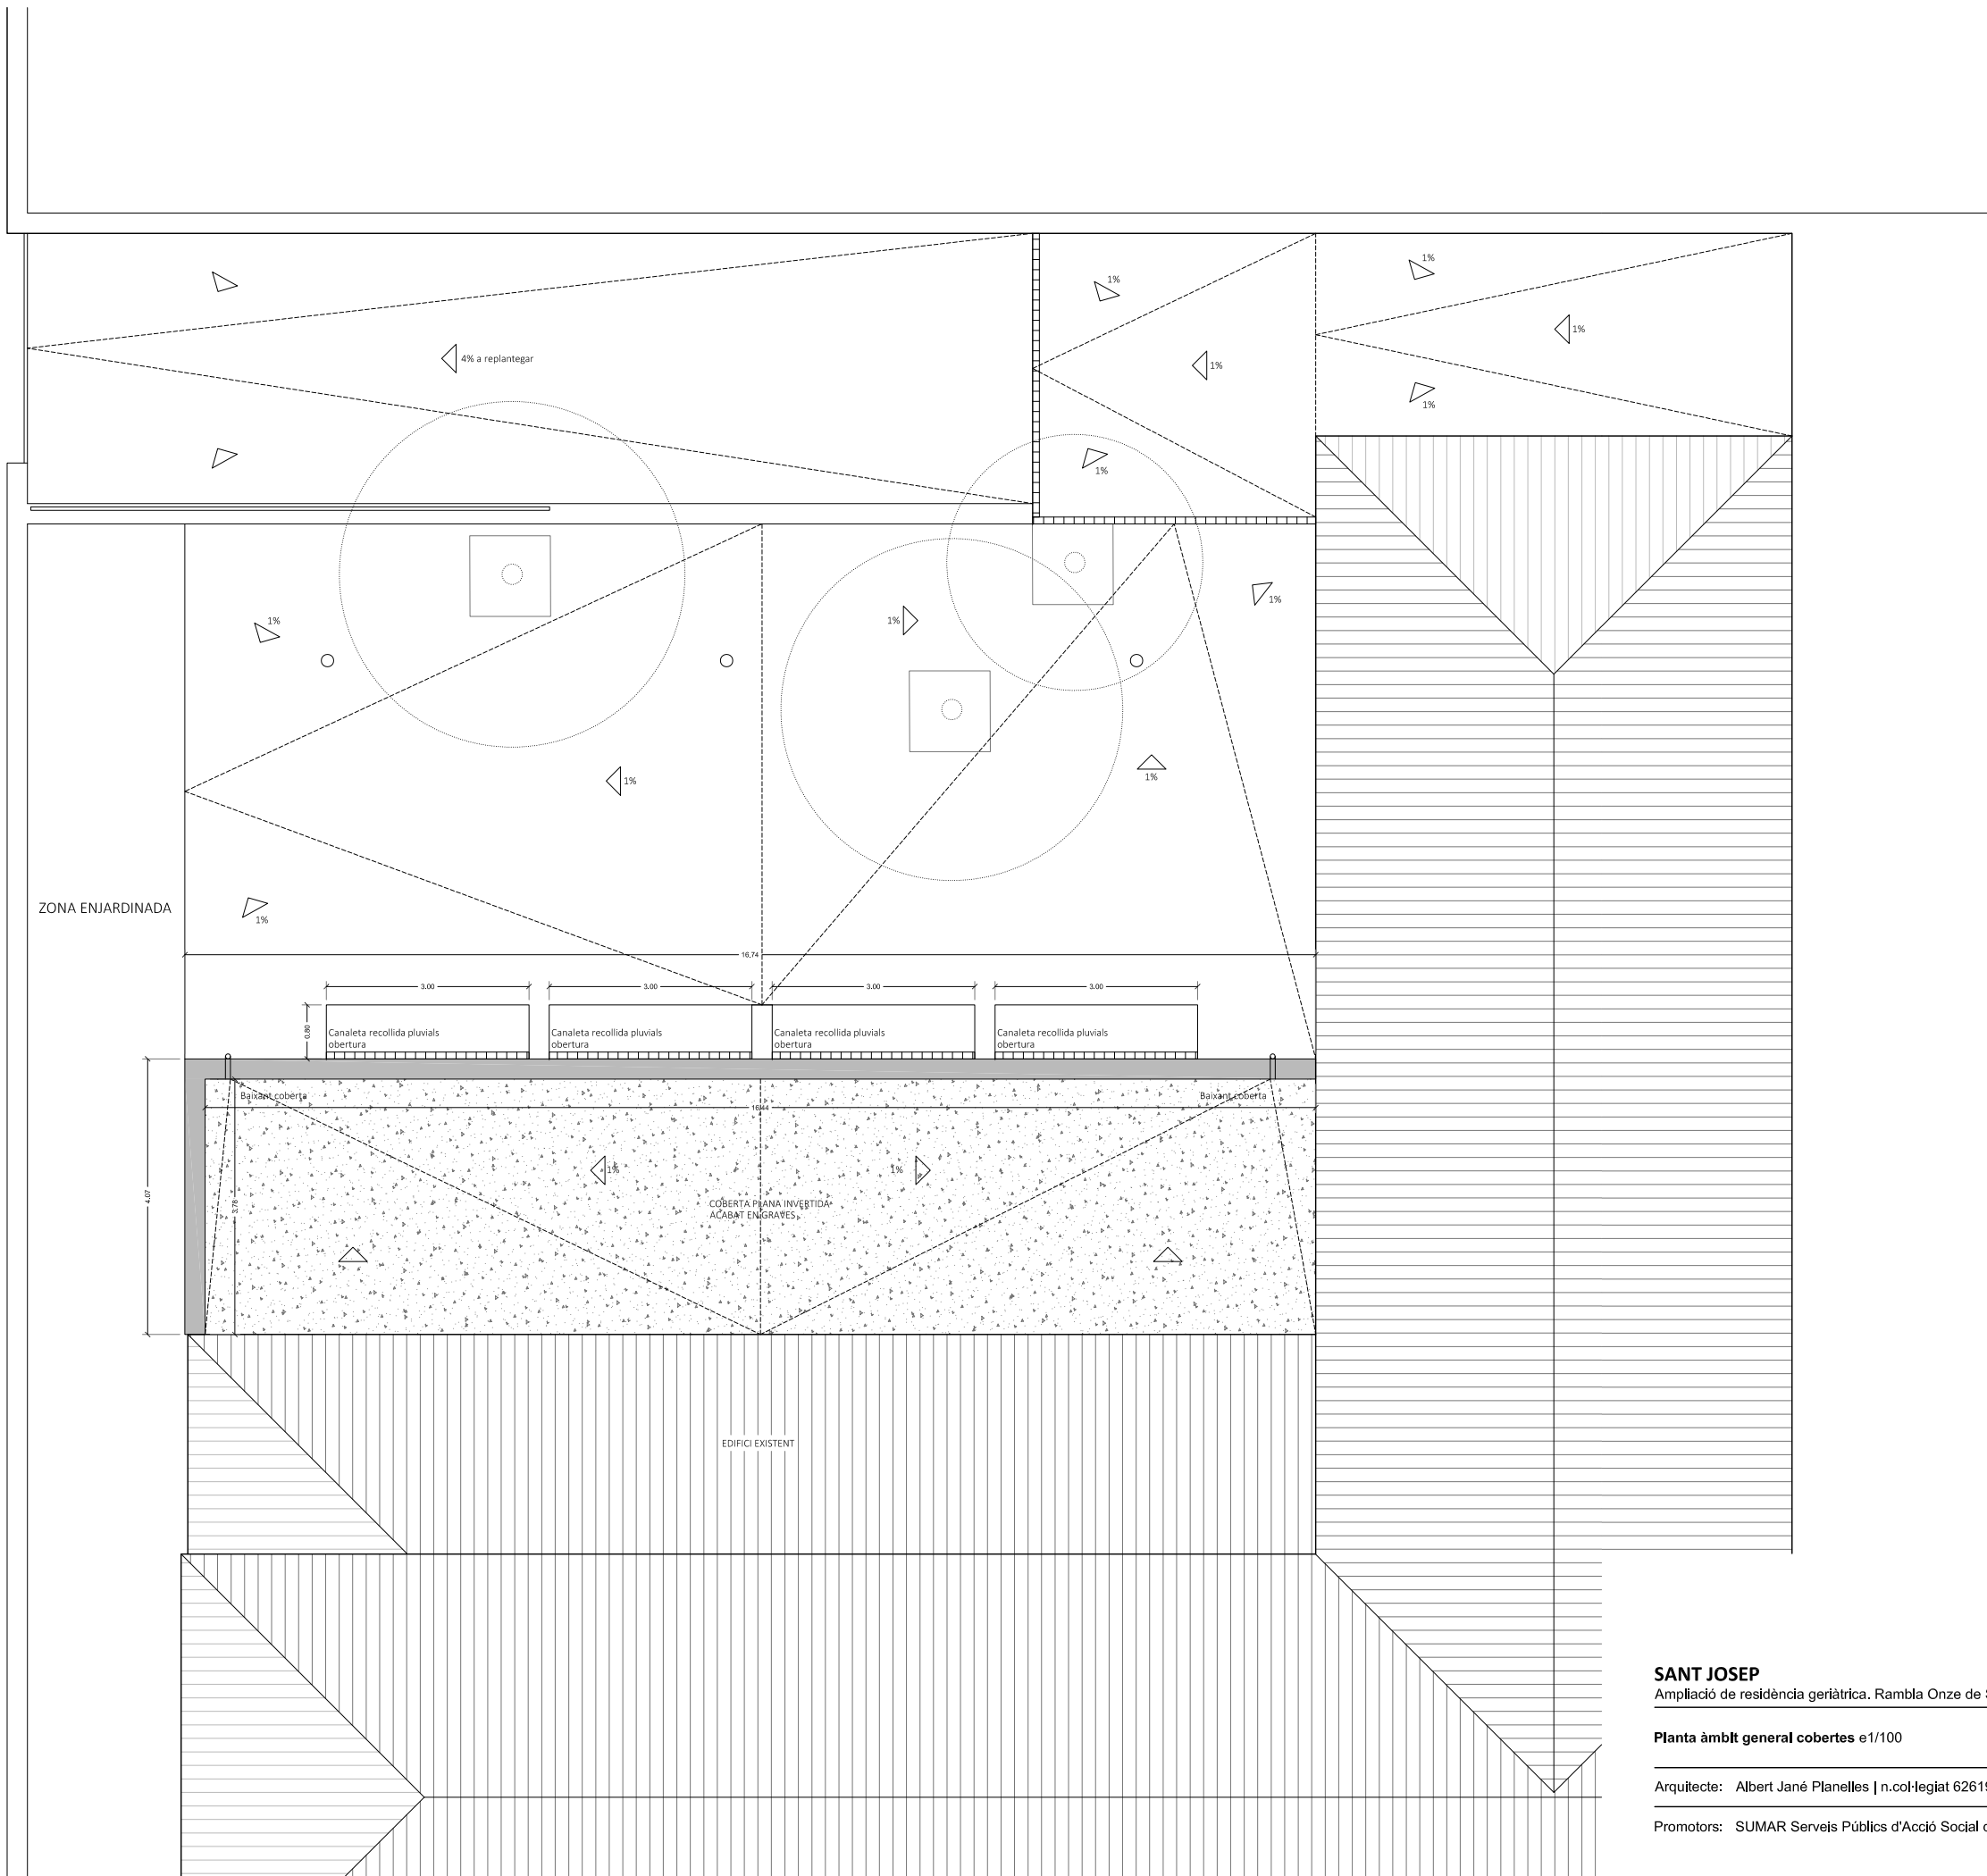 1%
1%
1%
4% a replantegar
1%
1%
1%
1%
1%
1%
1%
1%
1%
ZONA ENJARDINADA
1%
16,74
3.00
3.00
3.00
3.00
0.80
Canaleta recollida pluvials
obertura
Canaleta recollida pluvials
obertura
Canaleta recollida pluvials
obertura
Canaleta recollida pluvials
obertura
Baixant coberta
Baixant coberta
16,44
1%
1%
4.07
3.78
COBERTA PLANA INVERTIDA
ACABAT EN GRAVES
EDIFICI EXISTENT
SANT JOSEP
Ampliació de residència geriàtrica. Rambla Onze de
Planta àmbit general cobertes e1/100
Arquitecte: Albert Jané Planelles | n.col·legiat 6261
Promotors: SUMAR Serveis Públics d'Acció Social